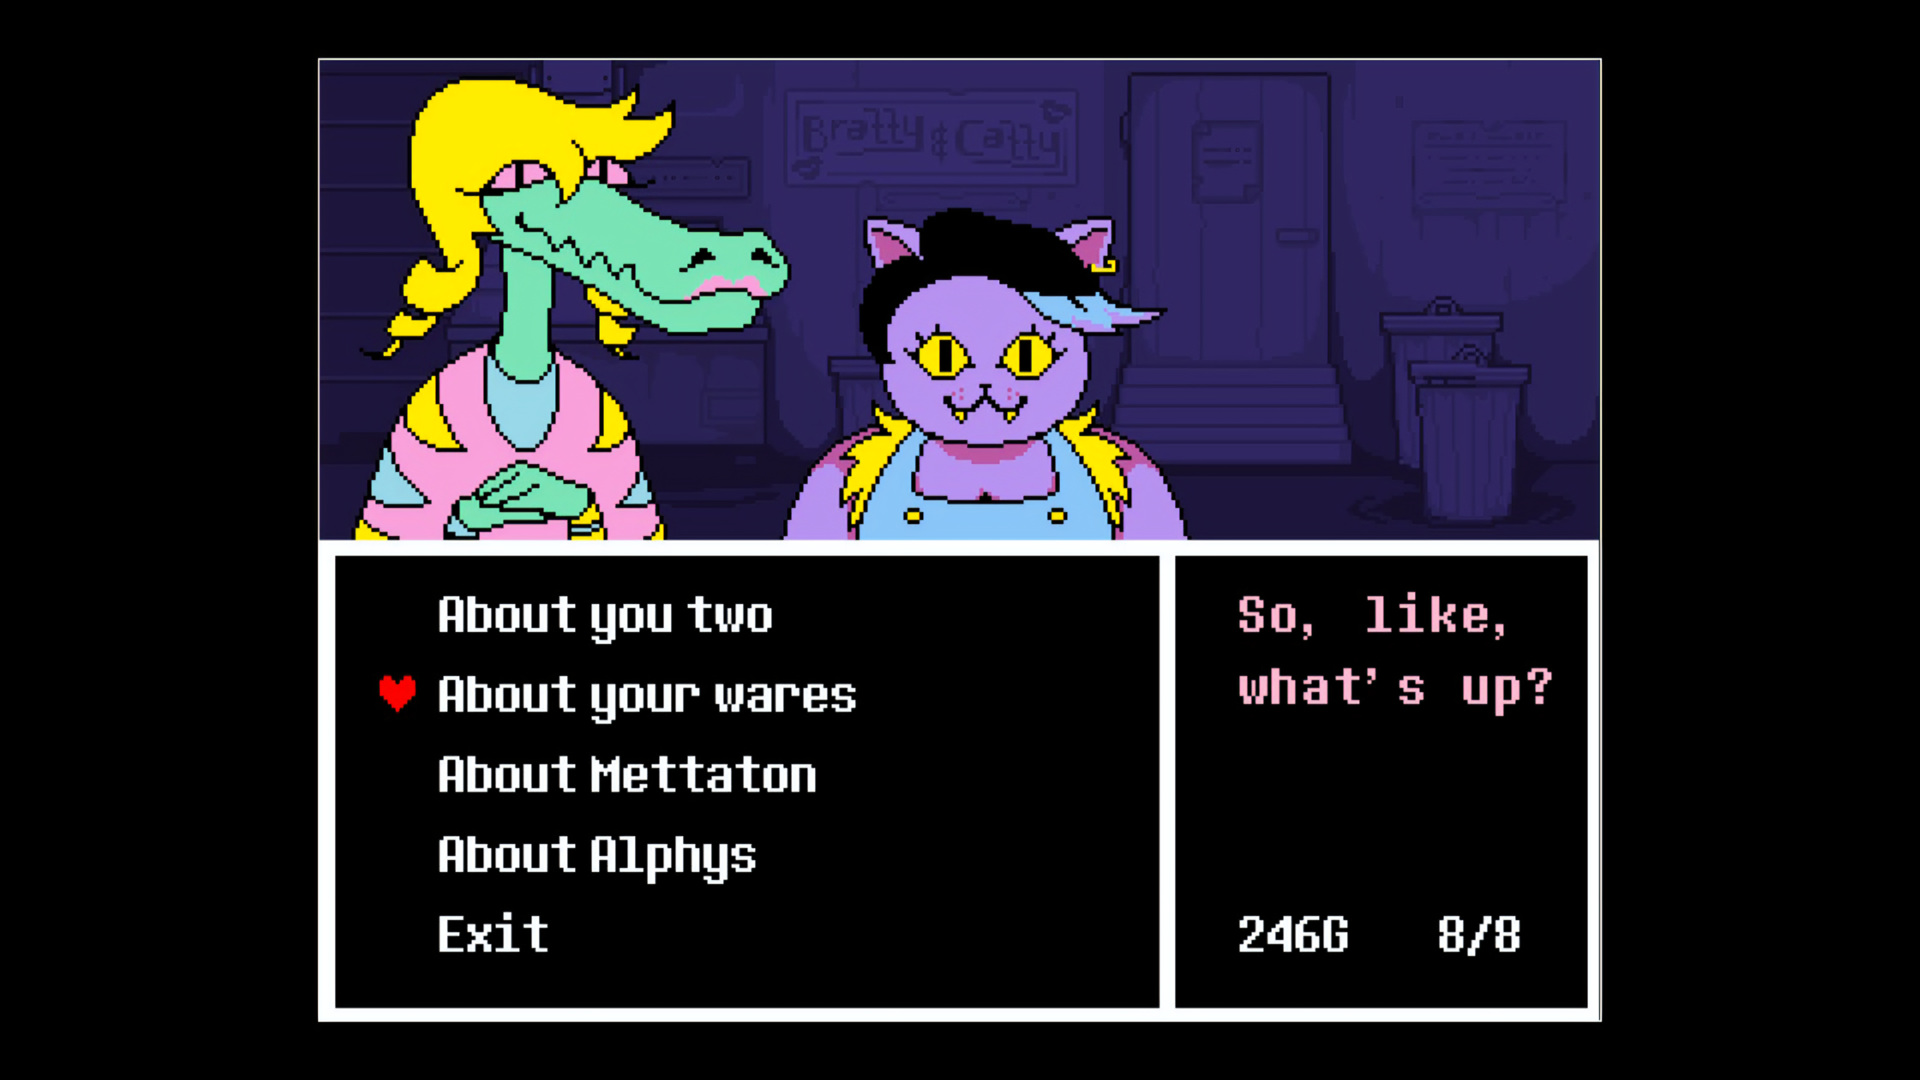 Bratty & Catty
About you two
About your wares
About Mettaton
About Alphys
Exit
So, like,
what's up?
246G 8/8